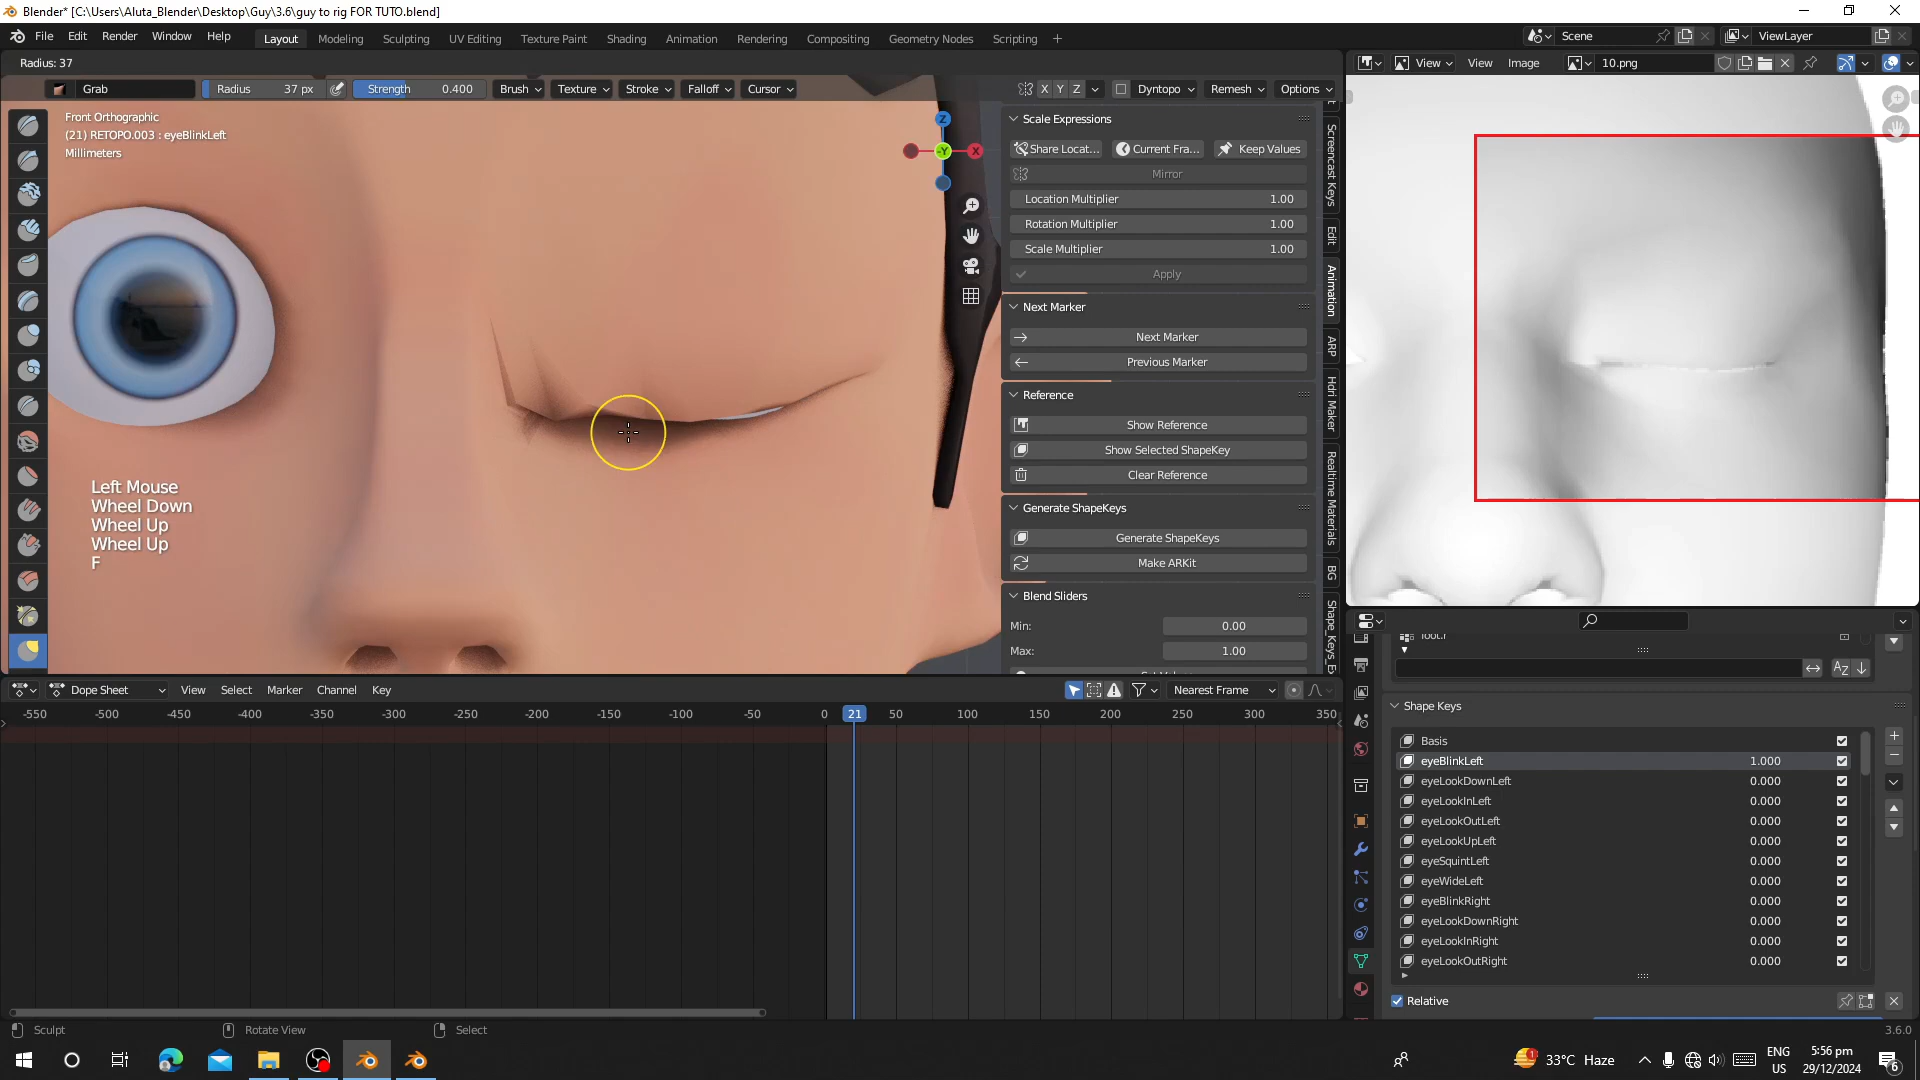 Blender* [C:\Users\Aluta_Blender\Desktop\Guy\3.6\guy to rig FOR TUTO.blend]
File Edit Render Window Help Layout Modeling Sculpting UV Editing Texture Paint Shading Animation Rendering Compositing Geometry Nodes Scripting + Scene ViewLayer
Radius: 37
View View Image 10.png
Grab Radius 37 px Strength 0.400 Brush Texture Stroke Falloff Cursor X Y Z Dyntopo Remesh Options
Front Orthographic
(21) RETOPO.003 : eyeBlinkLeft
Millimeters
Z
-Y X
Scale Expressions
Share Locat... Current Fra... Keep Values
Mirror
Location Multiplier 1.00
Rotation Multiplier 1.00
Scale Multiplier 1.00
Apply
Next Marker
Next Marker
Previous Marker
Reference
Show Reference
Show Selected ShapeKey
Clear Reference
Generate ShapeKeys
Generate ShapeKeys
Make ARKit
Blend Sliders
Min: 0.00
Max: 1.00
Screencast Keys
Edit
Animation
ARP
Hdri Maker
Realtime Materials
BG
Shape_Keys_E
Left Mouse
Wheel Down
Wheel Up
Wheel Up
F
Dope Sheet View Select Marker Channel Key Nearest Frame
-550 -500 -450 -400 -350 -300 -250 -200 -150 -100 -50 0 21 50 100 150 200 250 300 350
Shape Keys
Basis
eyeBlinkLeft 1.000
eyeLookDownLeft 0.000
eyeLookInLeft 0.000
eyeLookOutLeft 0.000
eyeLookUpLeft 0.000
eyeSquintLeft 0.000
eyeWideLeft 0.000
eyeBlinkRight 0.000
eyeLookDownRight 0.000
eyeLookInRight 0.000
eyeLookOutRight 0.000
Relative
Sculpt Rotate View Select 3.6.0
33°C Haze ENG US 5:56 pm 29/12/2024 6